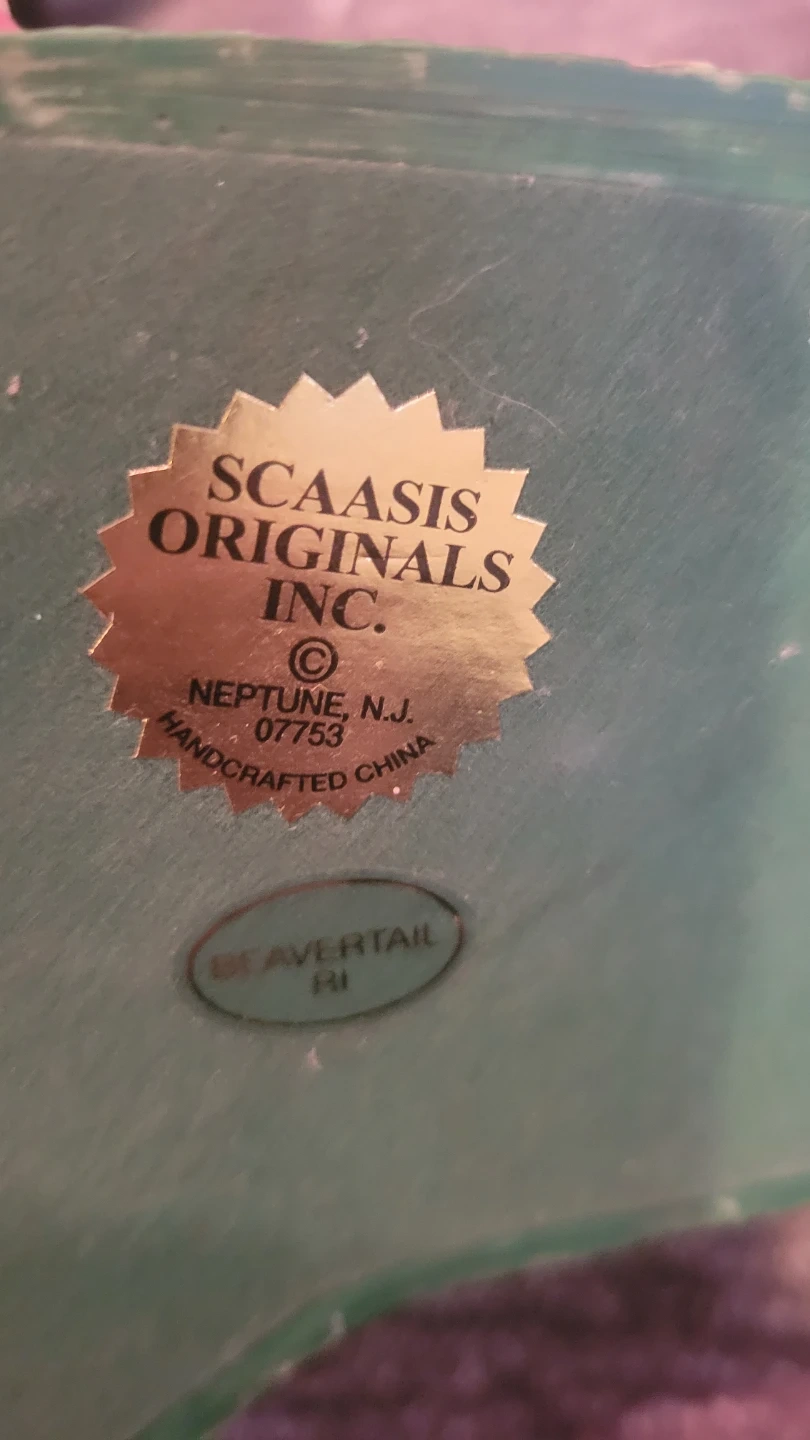 SCAASIS
ORIGINALS
INC.
©
NEPTUNE, N.J.
07753
HANDCRAFTED CHINA
BEAVERTAIL
RI